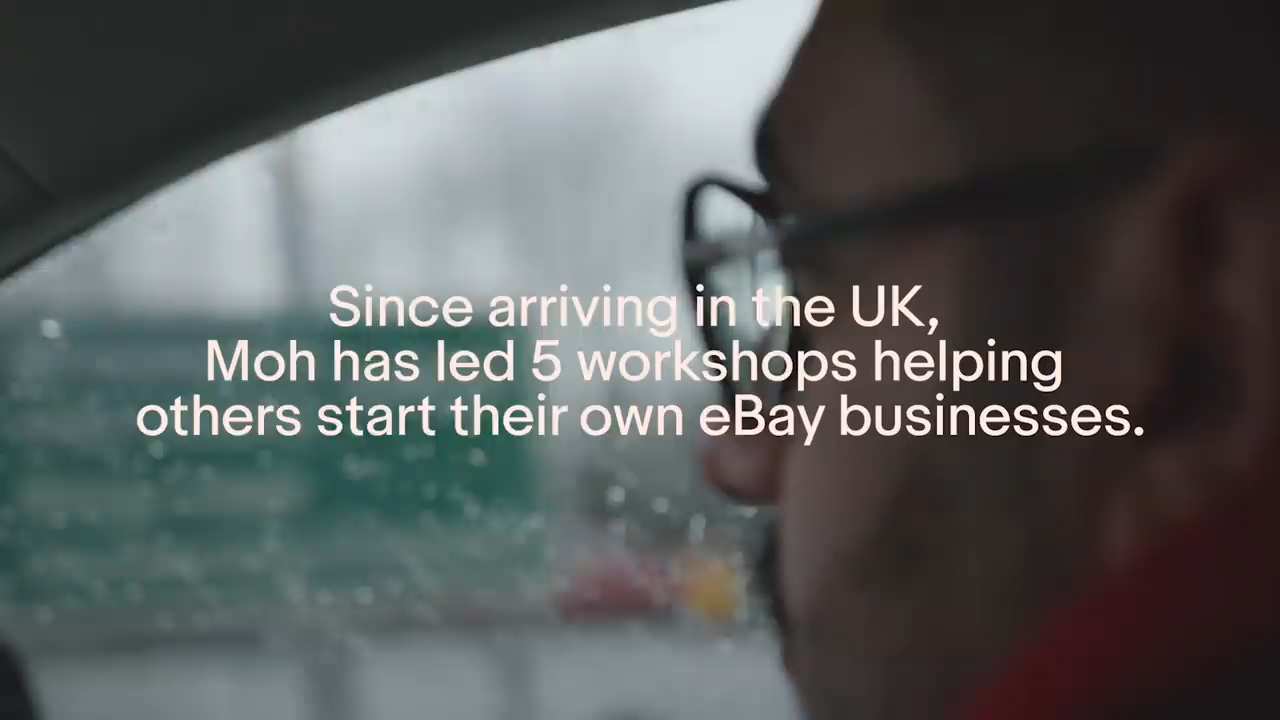 Since arriving in the UK,
Moh has led 5 workshops helping
others start their own eBay businesses.